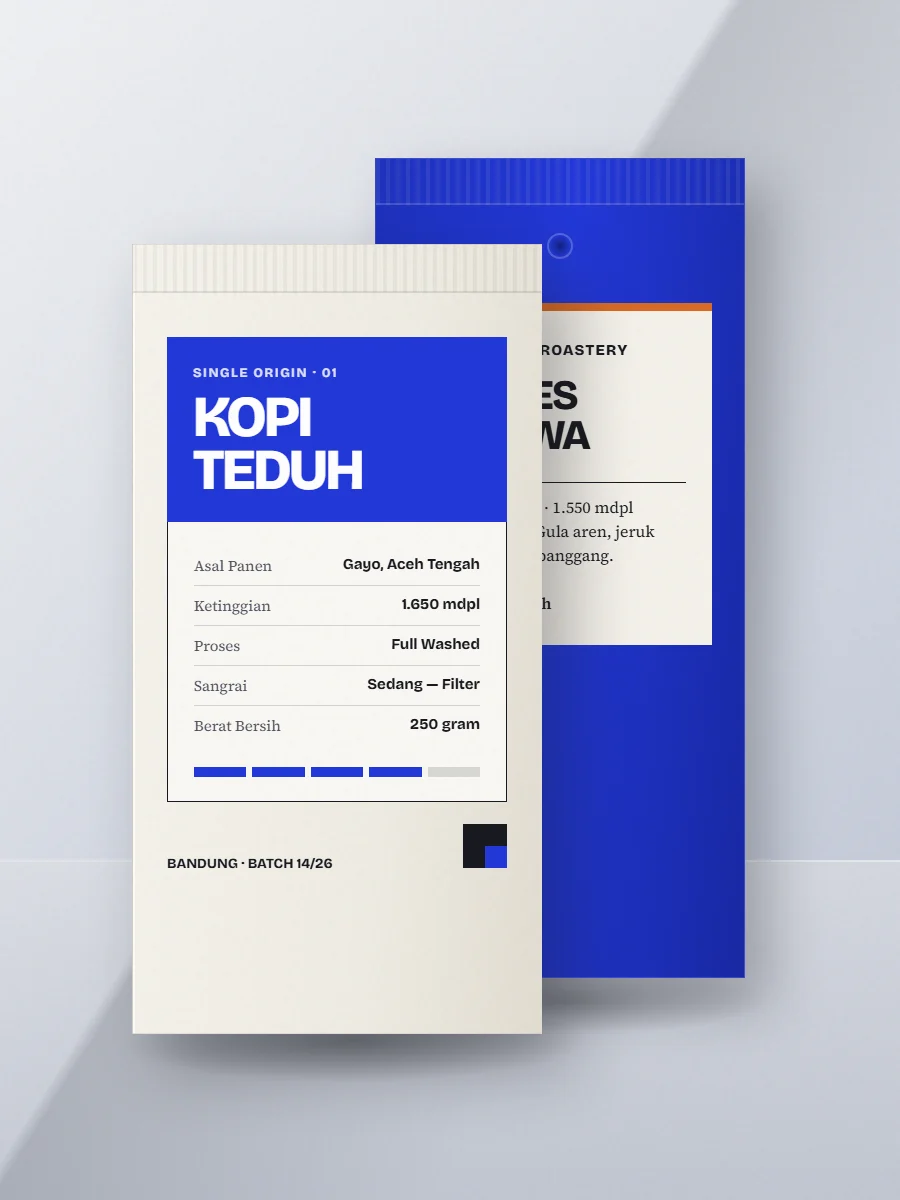 SINGLE ORIGIN · 01
KOPI
TEDUH
Asal Panen Gayo, Aceh Tengah
Ketinggian 1.650 mdpl
Proses Full Washed
Sangrai Sedang — Filter
Berat Bersih 250 gram
BANDUNG · BATCH 14/26
ROASTERY
ES
WA
· 1.550 mdpl
Gula aren, jeruk
panggang.
h